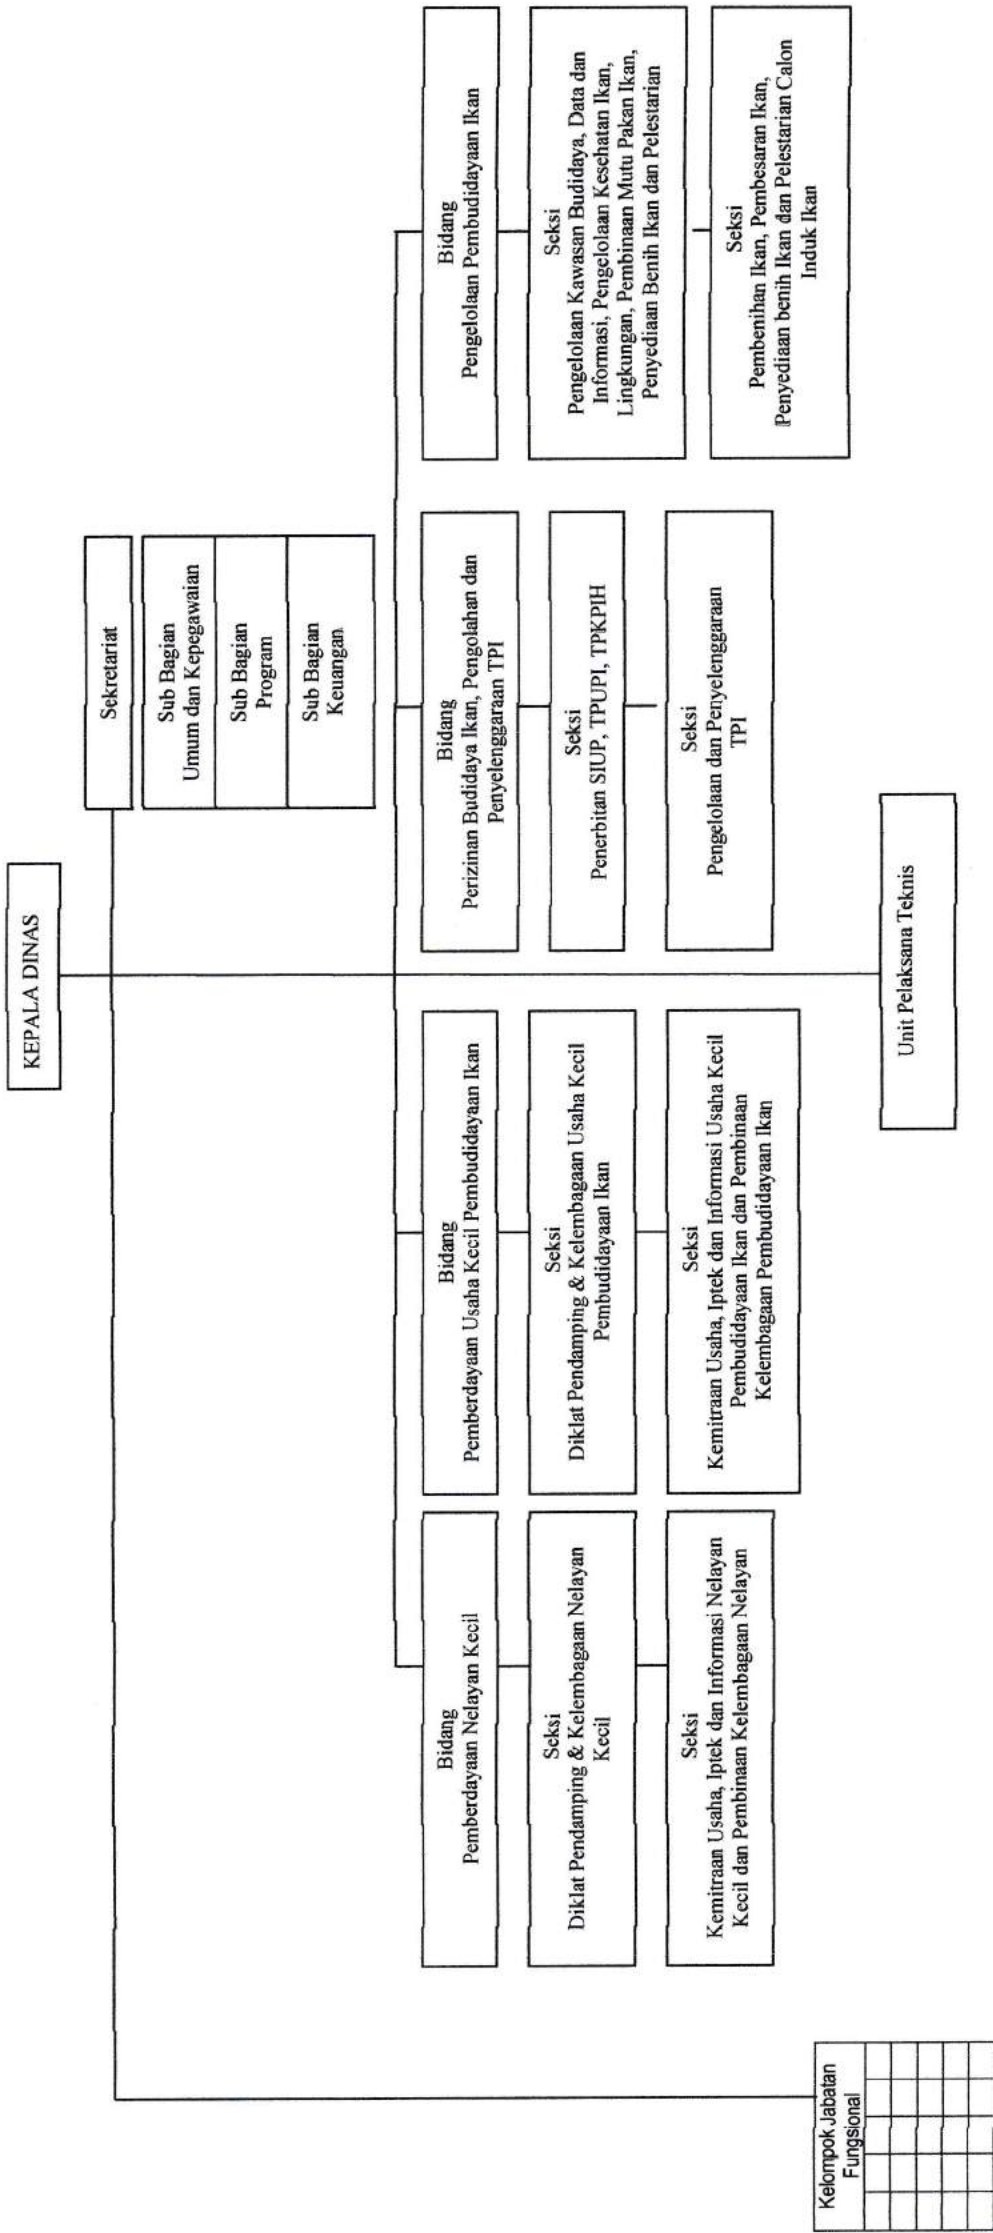 KEPALA DINAS
Sekretariat
Sub Bagian
Umum dan Kepegawaian
Sub Bagian
Program
Sub Bagian
Keuangan
Bidang
Pemberdayaan Nelayan Kecil
Seksi
Diklat Pendamping & Kelembagaan Nelayan
Kecil
Seksi
Kemitraan Usaha, Iptek dan Informasi Nelayan
Kecil dan Pembinaan Kelembagaan Nelayan
Bidang
Pemberdayaan Usaha Kecil Pembudidayaan Ikan
Seksi
Diklat Pendamping & Kelembagaan Usaha Kecil
Pembudidayaan Ikan
Seksi
Kemitraan Usaha, Iptek dan Informasi Usaha Kecil
Pembudidayaan Ikan dan Pembinaan
Kelembagaan Pembudidayaan Ikan
Bidang
Perizinan Budidaya Ikan, Pengolahan dan
Penyelenggaraan TPI
Seksi
Penerbitan SIUP, TPUPI, TPKPIH
Seksi
Pengelolaan dan Penyelenggaraan
TPI
Bidang
Pengelolaan Pembudidayaan Ikan
Seksi
Pengelolaan Kawasan Budidaya, Data dan
Informasi, Pengelolaan Kesehatan Ikan,
Lingkungan, Pembinaan Mutu Pakan Ikan,
Penyediaan Benih Ikan dan Pelestarian
Seksi
Pembenihan Ikan, Pembesaran Ikan,
Penyediaan benih Ikan dan Pelestarian Calon
Induk Ikan
Kelompok Jabatan
Fungsional
Unit Pelaksana Teknis